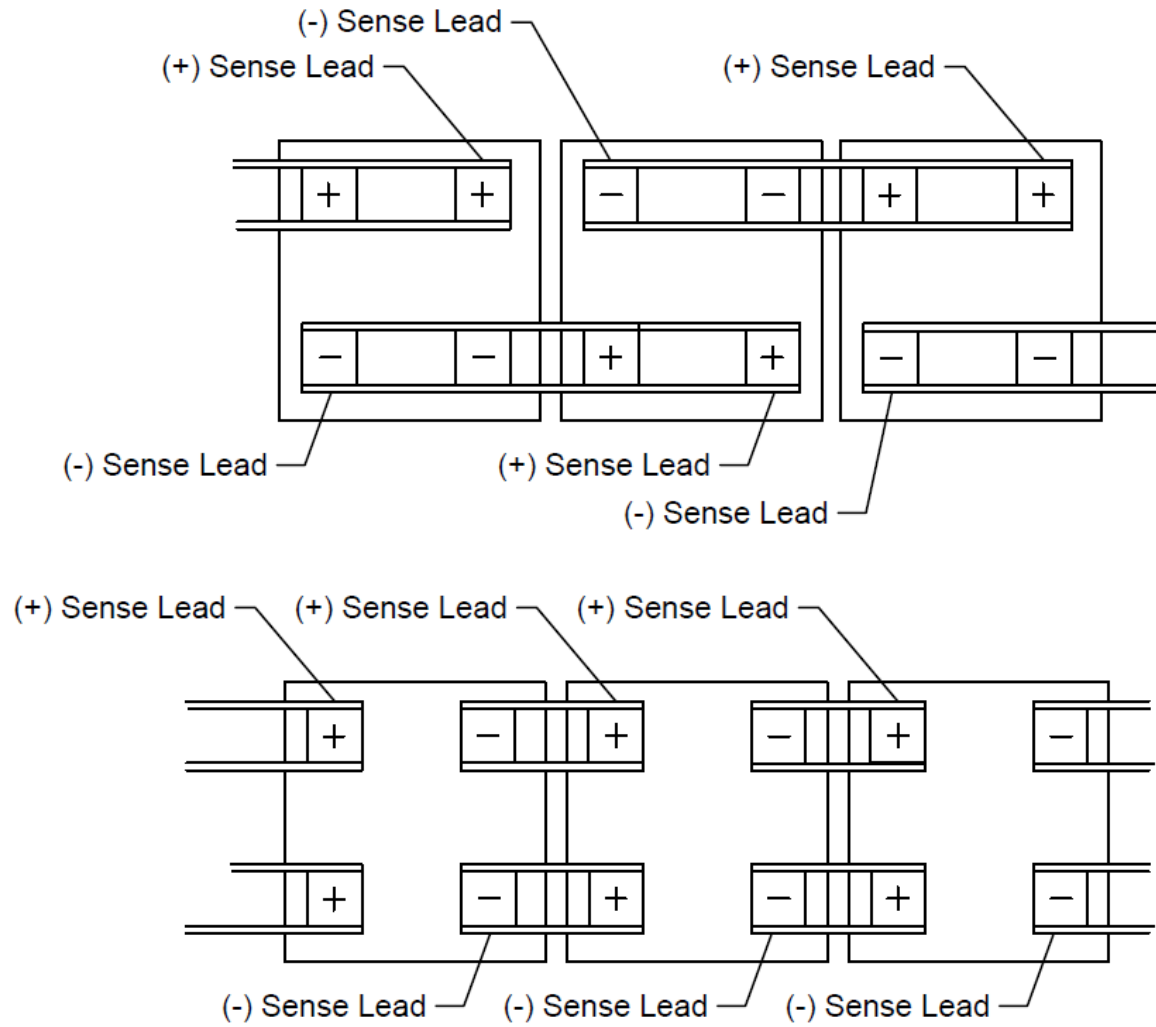 (-) Sense Lead
(+) Sense Lead (+) Sense Lead
+ + − − + +
− − + + − −
(-) Sense Lead (+) Sense Lead
(-) Sense Lead
(+) Sense Lead (+) Sense Lead (+) Sense Lead
+ − + − + −
+ − + − + −
(-) Sense Lead (-) Sense Lead (-) Sense Lead